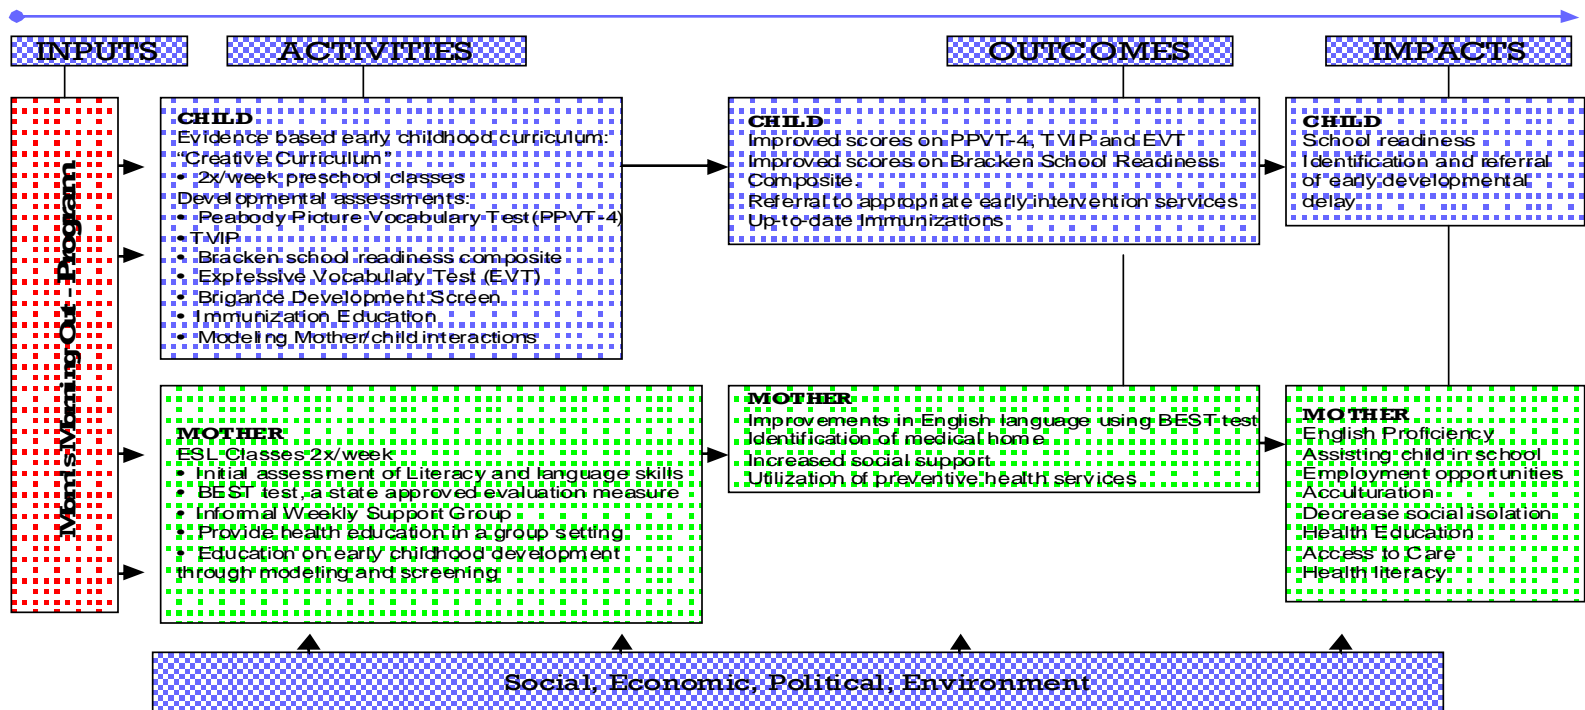 INPUTS
ACTIVITIES
OUTCOMES
IMPACTS
Mom's Morning Out - Program
CHILD
Evidence based early childhood curriculum:
“Creative Curriculum”
• 2x/week preschool classes
Developmental assessments:
• Peabody Picture Vocabulary Test(PPVT-4)
• TVIP
• Bracken school readiness composite
• Expressive Vocabulary Test (EVT)
• Brigance Development Screen
• Immunization Education
• Modeling Mother/child interactions
CHILD
Improved scores on PPVT-4, TVIP and EVT
Improved scores on Bracken School Readiness
Composite.
Referral to appropriate early intervention services
Up-to-date Immunizations
CHILD
School readiness
Identification and referral
of early developmental
delay
MOTHER
ESL Classes 2x/week
• Initial assessment of Literacy and language skills
• BEST test, a state approved evaluation measure
• Informal Weekly Support Group
• Provide health education in a group setting
• Education on early childhood development
through modeling and screening
MOTHER
Improvements in English language using BEST test
Identification of medical home
Increased social support
Utilization of preventive health services
MOTHER
English Proficiency
Assisting child in school
Employment opportunities
Acculturation
Decrease social isolation
Health Education
Access to Care
Health literacy
Social, Economic, Political, Environment